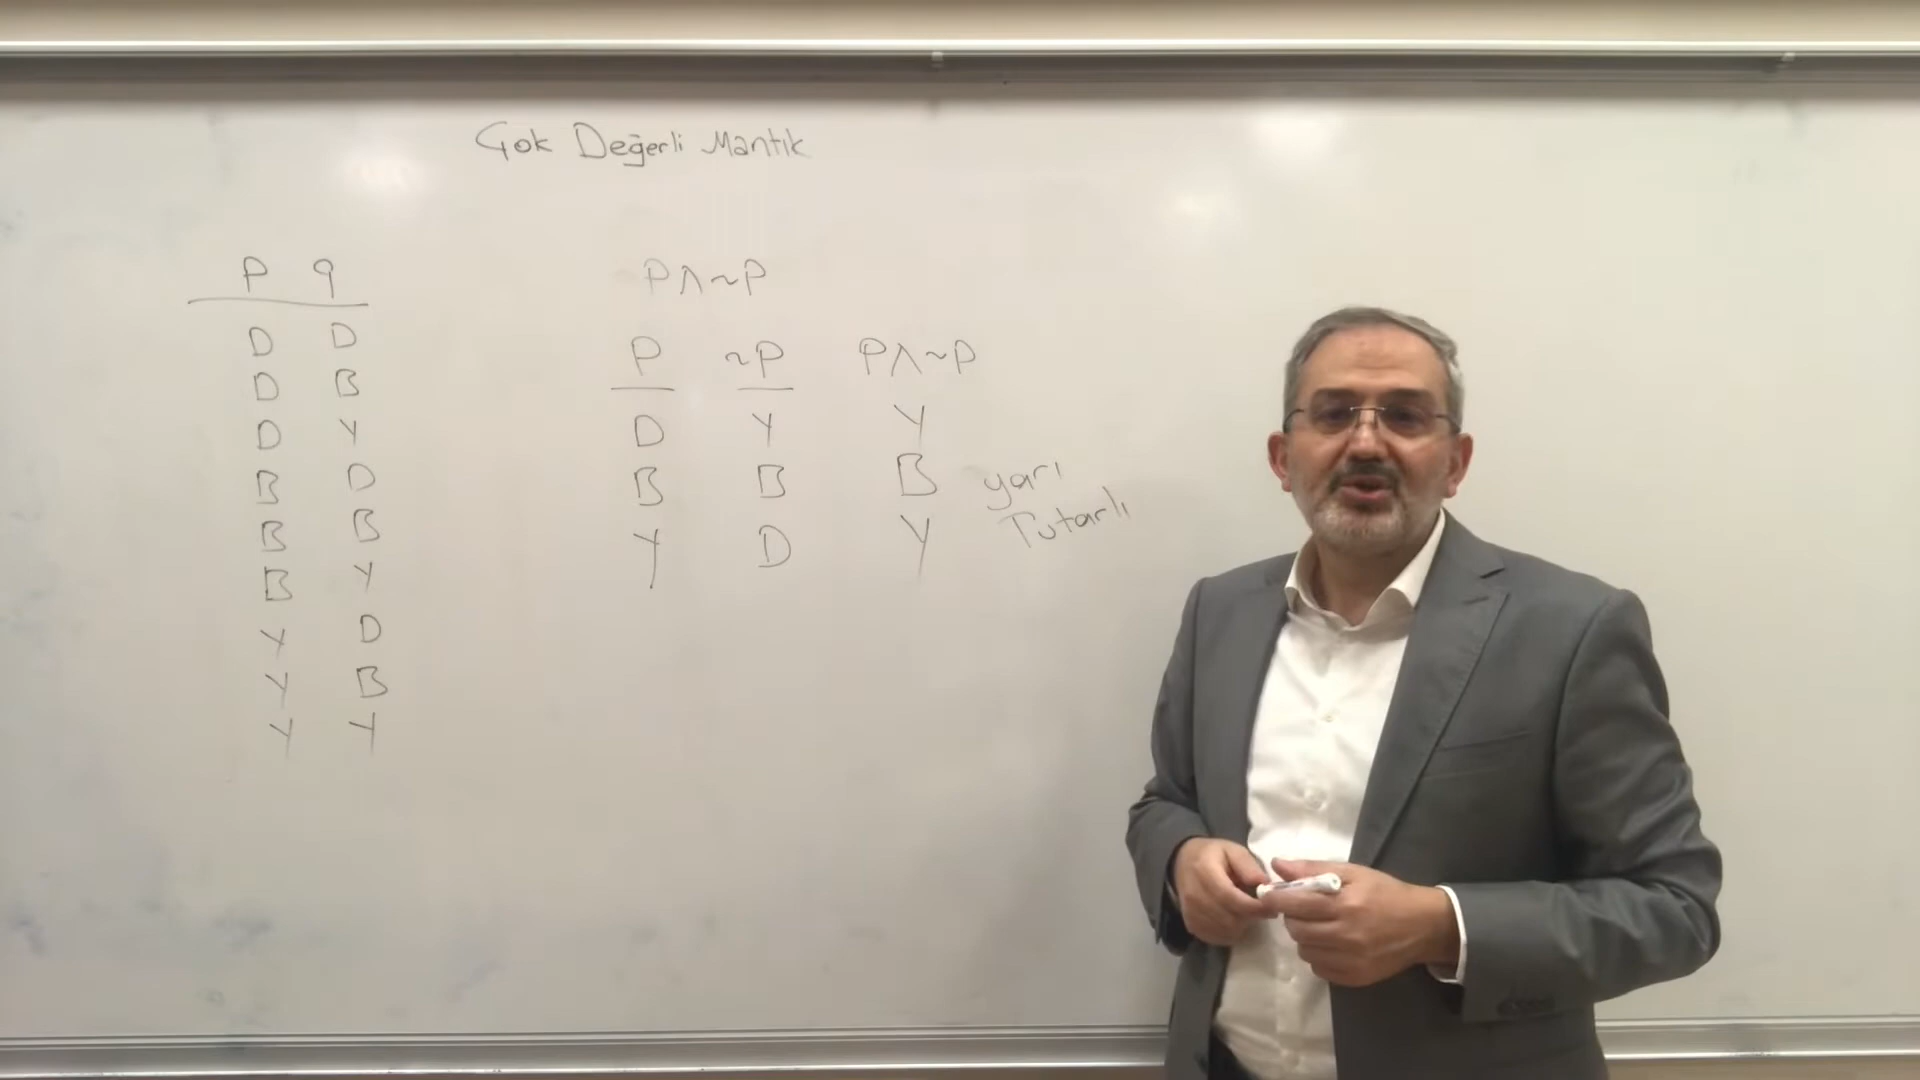 Çok Değerli Mantık
P q
D D
D B
D Y
B D
B B
B Y
Y D
Y B
Y Y
P∧~P
P ~P P∧~P
D Y Y
B B B yarı
Tutarlı
Y D Y